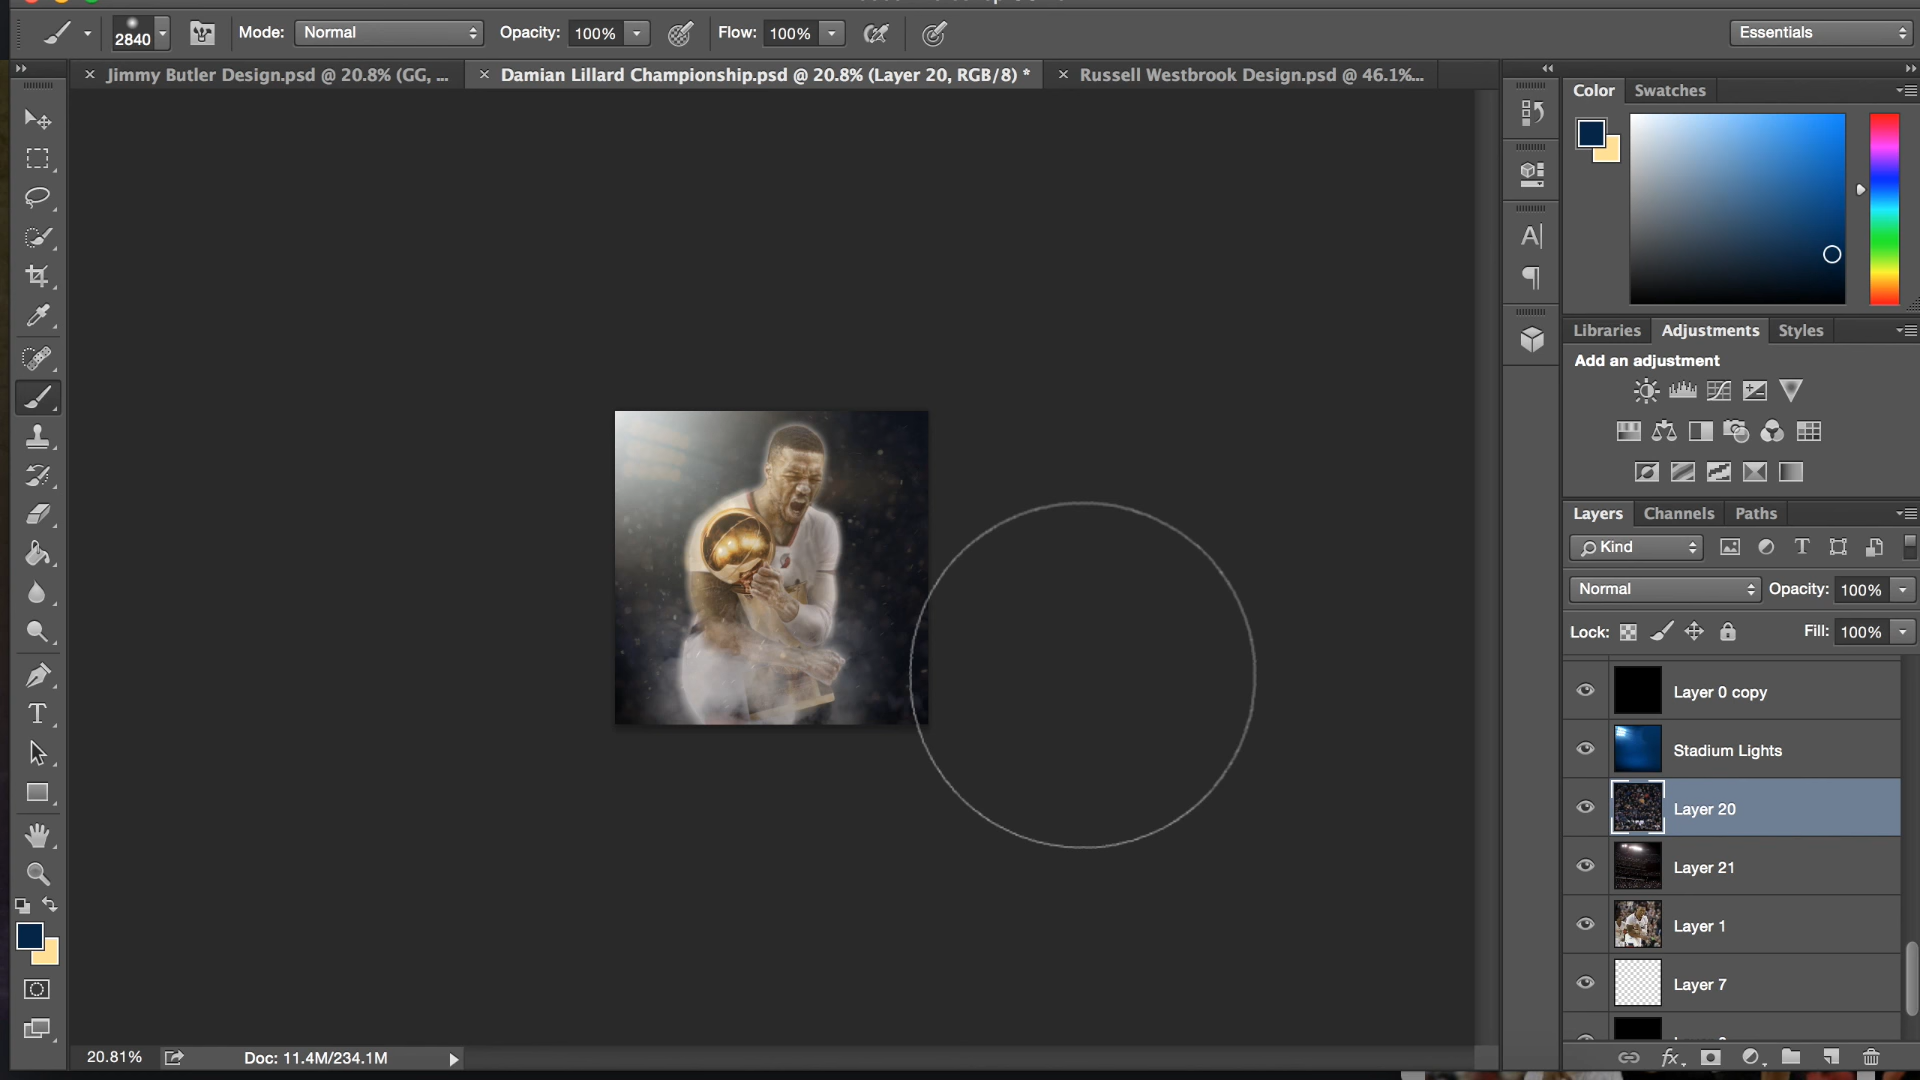 2840
Mode:
Normal
Opacity:
100%
Flow:
100%
Essentials
Jimmy Butler Design.psd @ 20.8% (GG, ...
Damian Lillard Championship.psd @ 20.8% (Layer 20, RGB/8) *
Russell Westbrook Design.psd @ 46.1%...
Color
Swatches
Libraries
Adjustments
Styles
Add an adjustment
Layers
Channels
Paths
Kind
Normal
Opacity:
100%
Lock:
Fill:
100%
Layer 0 copy
Stadium Lights
Layer 20
Layer 21
Layer 1
Layer 7
20.81%
Doc: 11.4M/234.1M